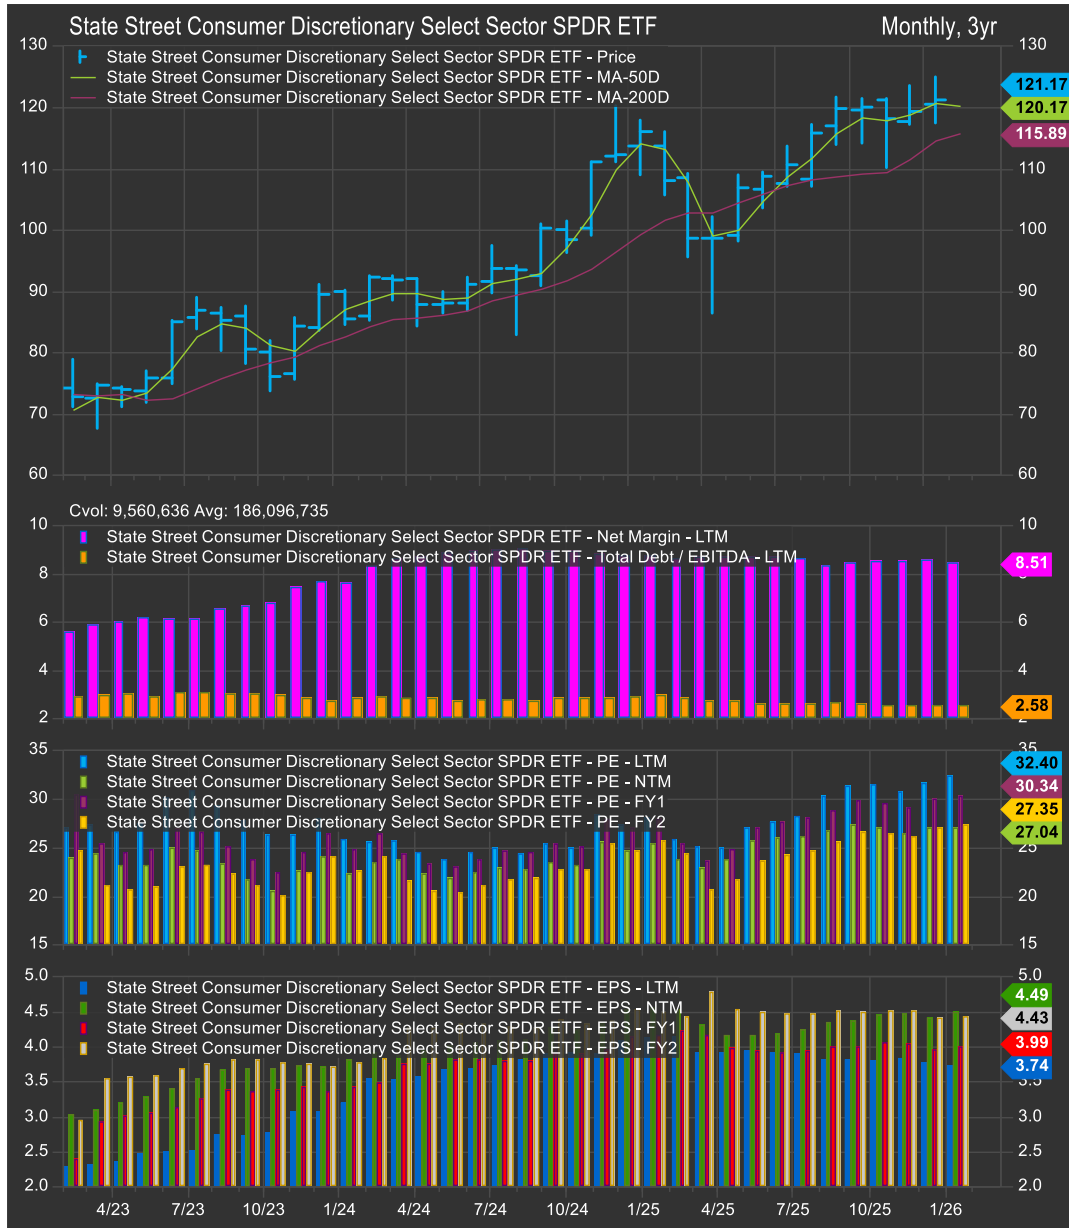 State Street Consumer Discretionary Select Sector SPDR ETF Monthly, 3yr
130 130
State Street Consumer Discretionary Select Sector SPDR ETF - Price
State Street Consumer Discretionary Select Sector SPDR ETF - MA-50D
121.17
State Street Consumer Discretionary Select Sector SPDR ETF - MA-200D
120 120.17
115.89
110 110
100 100
90 90
80 80
70 70
60 60
Cvol: 9,560,636 Avg: 186,096,735
10 10
State Street Consumer Discretionary Select Sector SPDR ETF - Net Margin - LTM
State Street Consumer Discretionary Select Sector SPDR ETF - Total Debt / EBITDA - LTM
8 8.51
6 6
4 4
2.58
2 2
35 35
State Street Consumer Discretionary Select Sector SPDR ETF - PE - LTM
32.40
State Street Consumer Discretionary Select Sector SPDR ETF - PE - NTM
30.34
30 State Street Consumer Discretionary Select Sector SPDR ETF - PE - FY1
27.35
State Street Consumer Discretionary Select Sector SPDR ETF - PE - FY2
27.04
25 25
20 20
15 15
5.0 5.0
State Street Consumer Discretionary Select Sector SPDR ETF - EPS - LTM
4.49
State Street Consumer Discretionary Select Sector SPDR ETF - EPS - NTM
4.5 4.43
State Street Consumer Discretionary Select Sector SPDR ETF - EPS - FY1
4.0 State Street Consumer Discretionary Select Sector SPDR ETF - EPS - FY2 3.99
3.74
3.5 3.5
3.0 3.0
2.5 2.5
2.0 2.0
4/23 7/23 10/23 1/24 4/24 7/24 10/24 1/25 4/25 7/25 10/25 1/26